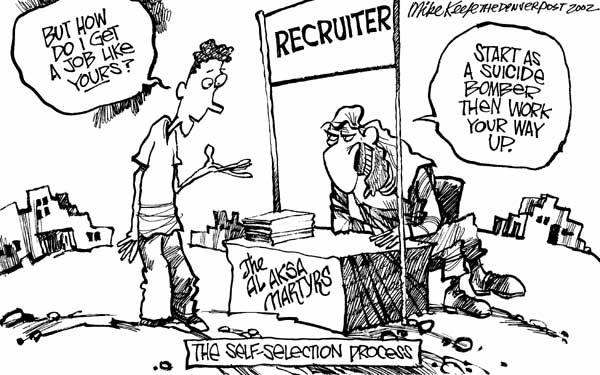 Mike Keefe THE DENVER POST 2002
BUT HOW
DO I GET
A JOB LIKE
YOURS?
RECRUITER
START AS
A SUICIDE
BOMBER
THEN WORK
YOUR WAY
UP.
the
AL AKSA
MARTYRS
THE SELF-SELECTION PROCESS